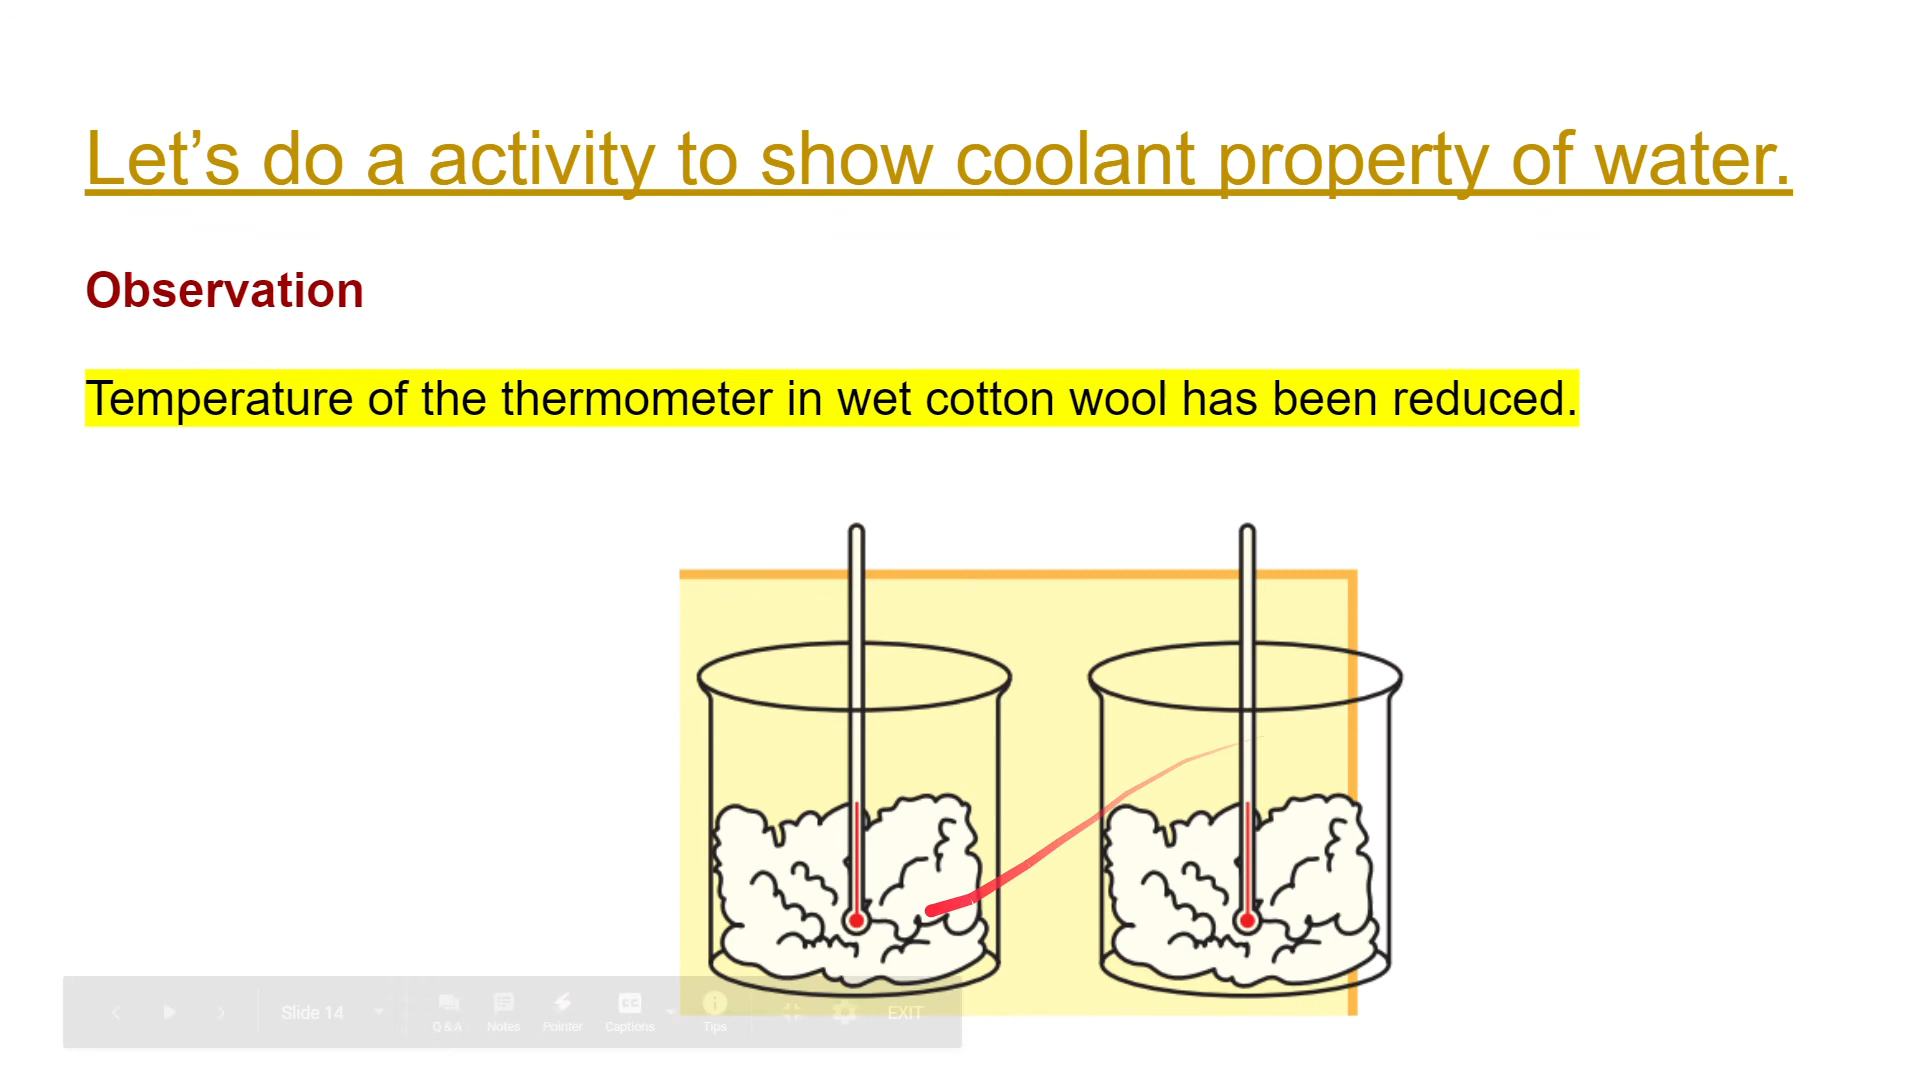 Let’s do a activity to show coolant property of water.
Observation
Temperature of the thermometer in wet cotton wool has been reduced.
Slide 14
Q & A
Notes
Pointer
CC
Captions
Tips
EXIT